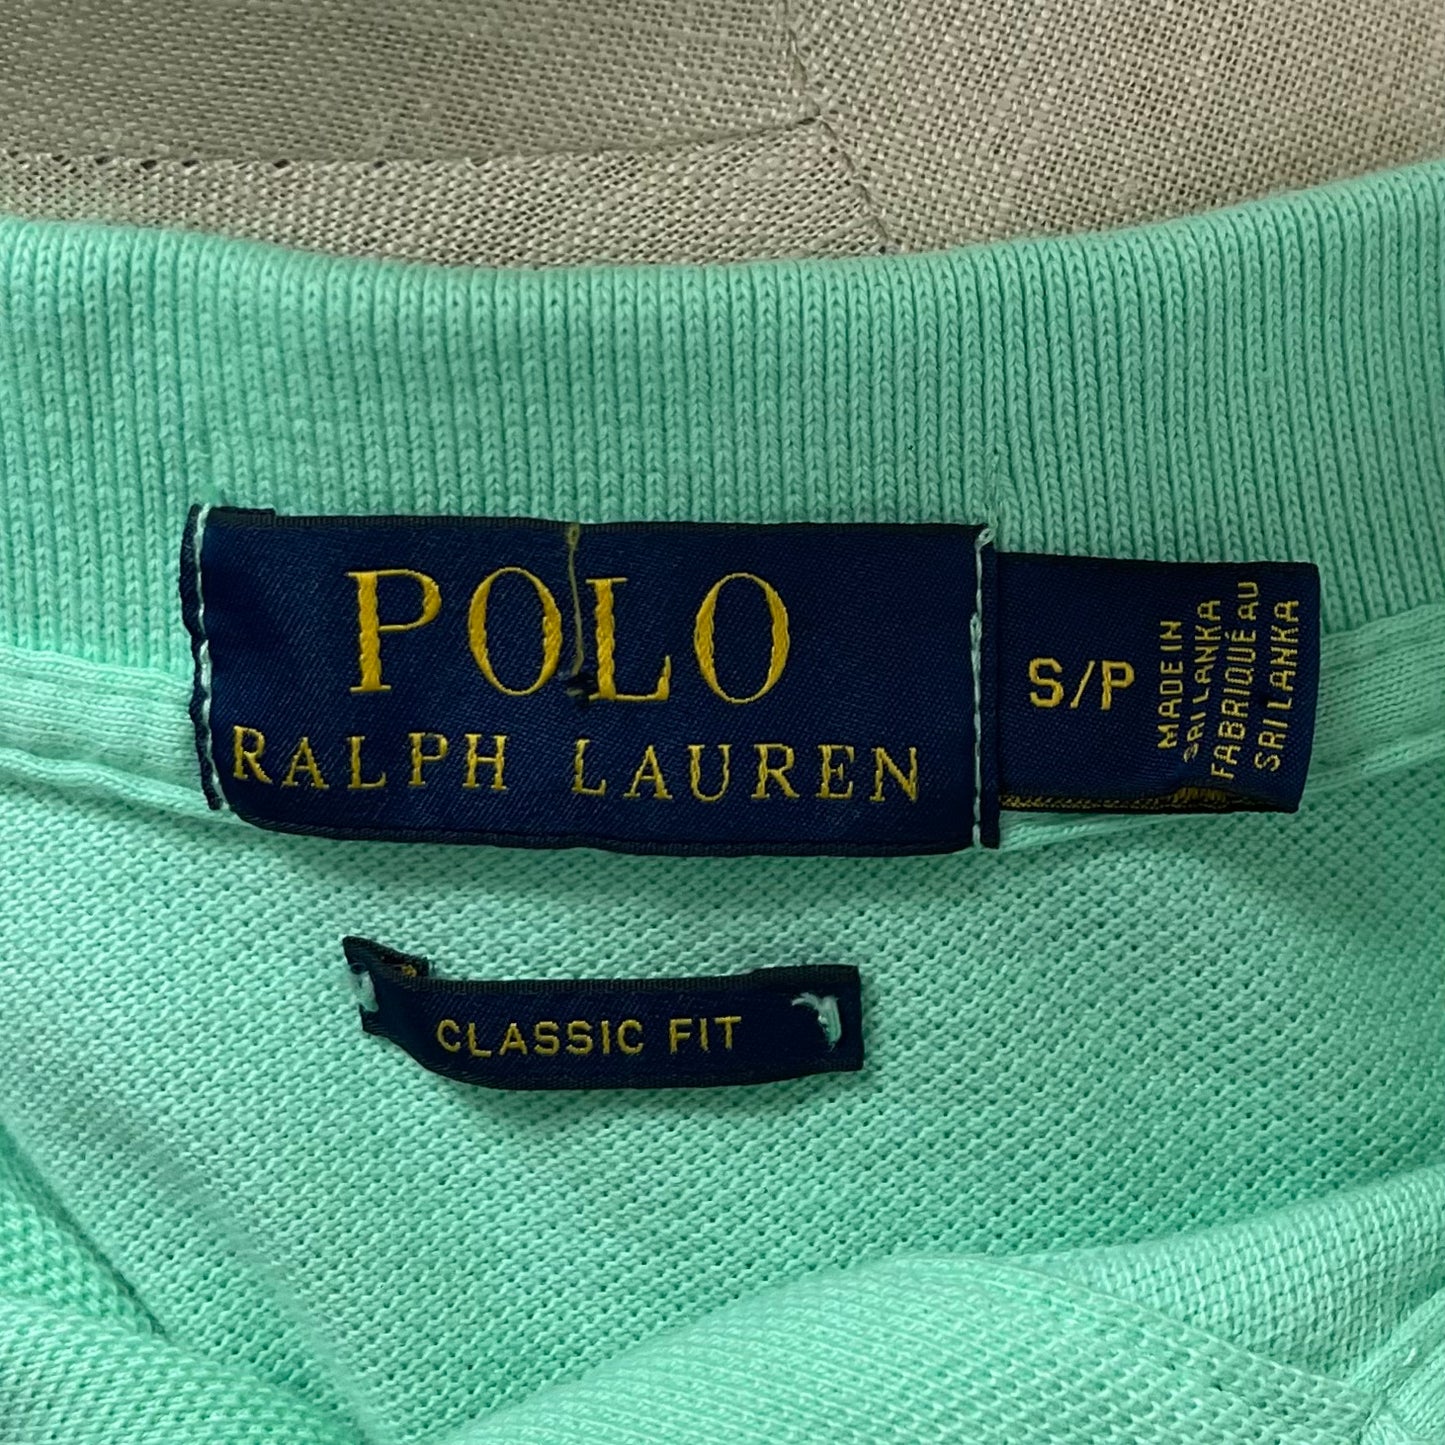 POLO
RALPH LAUREN
S/P
MADE IN
SRI LANKA
FABRIQUÉ AU
SRI LANKA
CLASSIC FIT